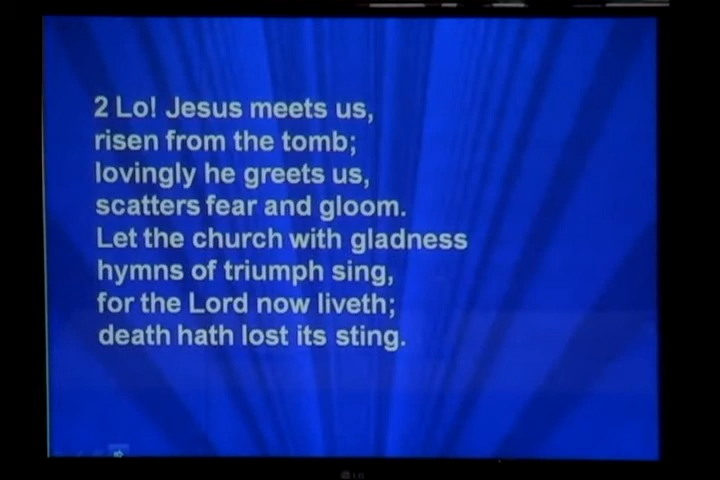 2 Lo! Jesus meets us,
risen from the tomb;
lovingly he greets us,
scatters fear and gloom.
Let the church with gladness
hymns of triumph sing,
for the Lord now liveth;
death hath lost its sting.
LG